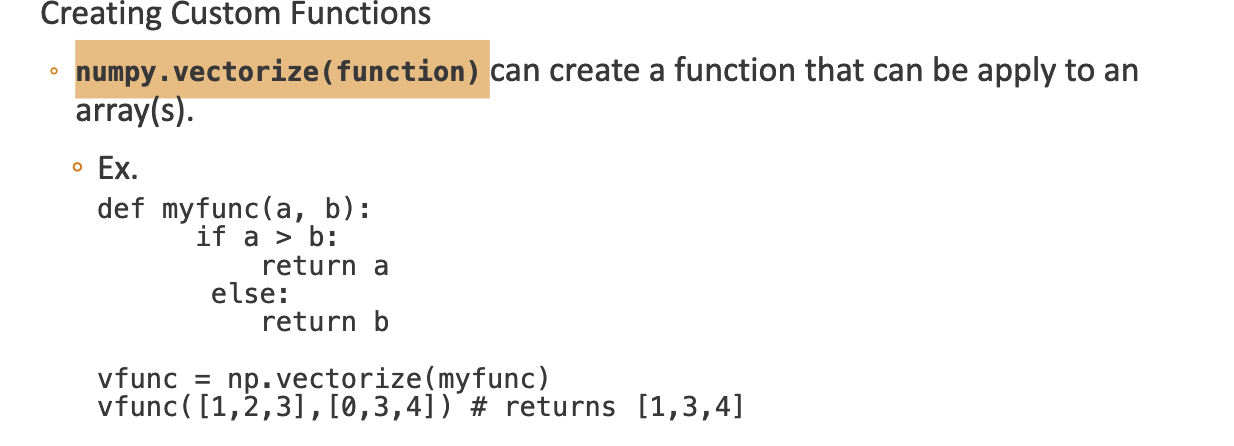 Creating Custom Functions
◦ numpy.vectorize(function) can create a function that can be apply to an
array(s).
◦ Ex.
def myfunc(a, b):
      if a > b:
          return a
       else:
          return b
vfunc = np.vectorize(myfunc)
vfunc([1,2,3],[0,3,4]) # returns [1,3,4]